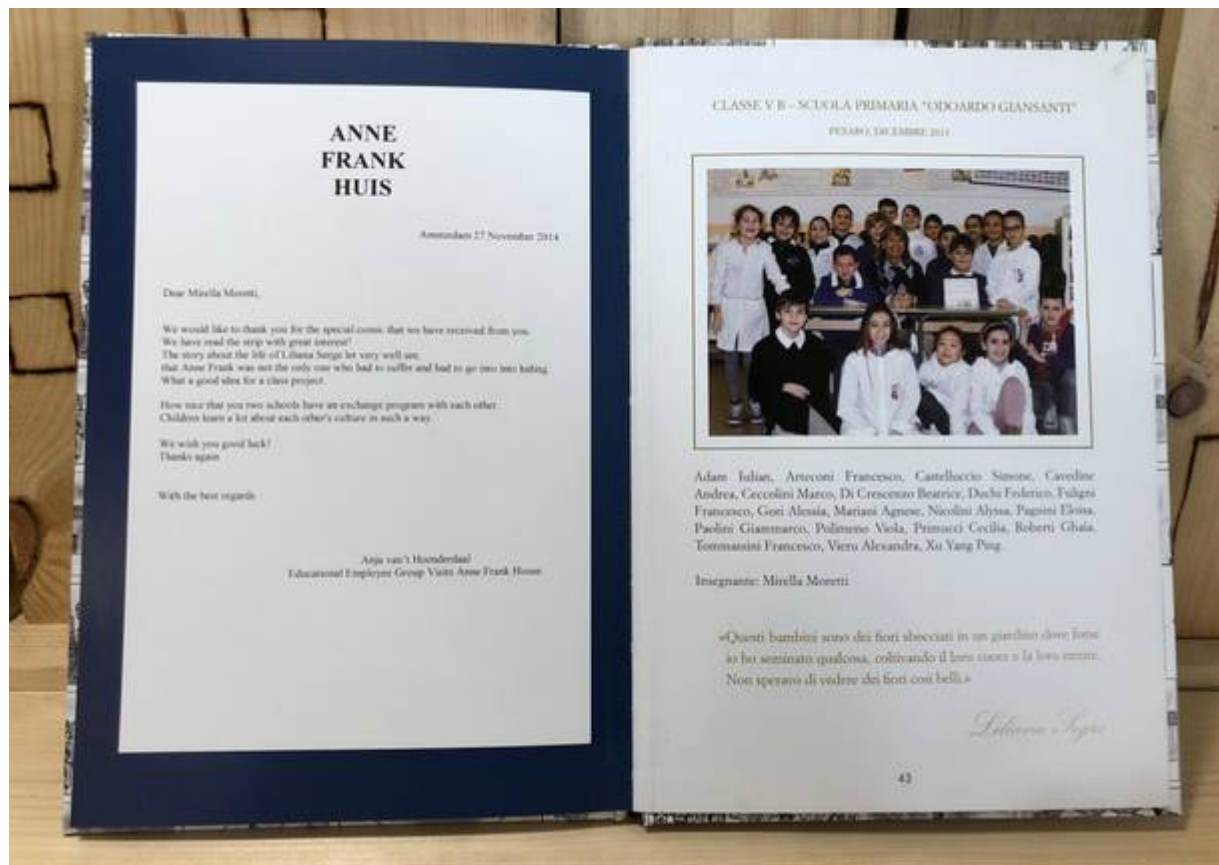 ANNE
FRANK
HUIS
Amsterdam 27 November 2014
Dear Mirella Moretti,
We would like to thank you for the special comic that we have received from you.
We have read the strip with great interest!
The story about the life of Liliana Serge let very well see,
that Anne Frank was not the only one who had to suffer and had to go into into hiding.
What a good idea for a class project.
How nice that you two schools have an exchange program with each other
Children learn a lot about each other's culture in such a way.
We wish you good luck!
Thanks again
With the best regards
Anja van't Hoenderdaal
Educational Employee Group Visits Anne Frank House
CLASSE V B – SCUOLA PRIMARIA "ODOARDO GIANSANTI"
PESARO, DICEMBRE
Adam Iulian, Arteconi Francesco, Castelluccio Simone, Cavedine
Andrea, Ceccolini Marco, Di Crescenzo Beatrice, Duchi Federico, Fuligni
Francesco, Gori Alessia, Mariani Agnese, Nicolini Alyssa, Pagnini Eloisa,
Paolini Giammarco, Polimeno Viola, Primucci Cecilia, Roberti Ghaia,
Tommassini Francesco, Vieru Alexandra, Xu Yang Ping.
Insegnante: Mirella Moretti
«Questi bambini sono dei fiori sbocciati in un giardino dove forse
io ho seminato qualcosa, coltivando il loro cuore e la loro mente.
Non speravo di vedere dei fiori così belli.»
Liliana Segre
43